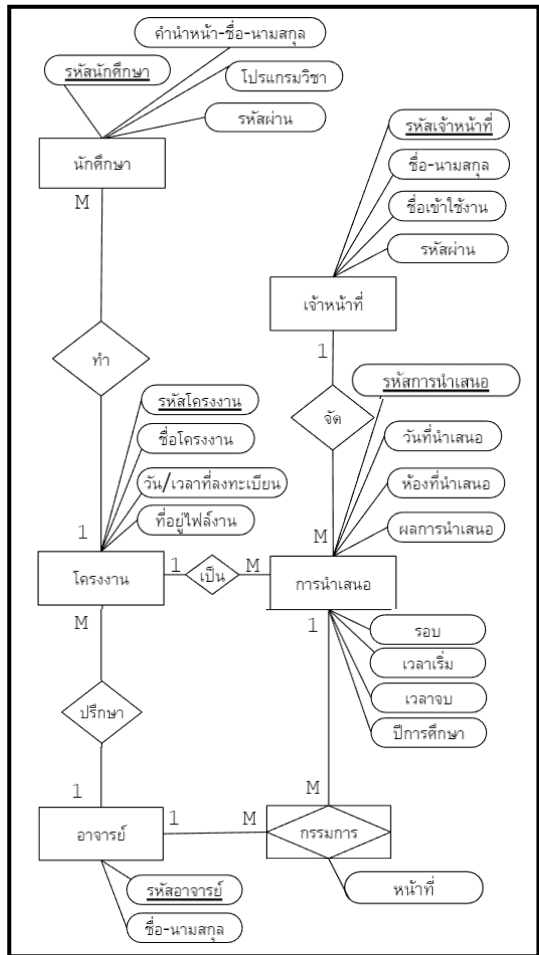 คำนำหน้า-ชื่อ-นามสกุล
รหัสนักศึกษา
โปรแกรมวิชา
รหัสผ่าน
นักศึกษา
M
รหัสเจ้าหน้าที่
ชื่อ-นามสกุล
ชื่อเข้าใช้งาน
รหัสผ่าน
เจ้าหน้าที่
1
ทำ
รหัสการนำเสนอ
รหัสโครงงาน
จัด
ชื่อโครงงาน
วันที่นำเสนอ
วัน/เวลาที่ลงทะเบียน
ห้องที่นำเสนอ
ที่อยู่ไฟล์งาน
ผลการนำเสนอ
1
M
โครงงาน
1
เป็น
M
การนำเสนอ
M
1
รอบ
เวลาเริ่ม
เวลาจบ
ปีการศึกษา
ปรึกษา
1
M
อาจารย์
1
M
กรรมการ
รหัสอาจารย์
หน้าที่
ชื่อ-นามสกุล